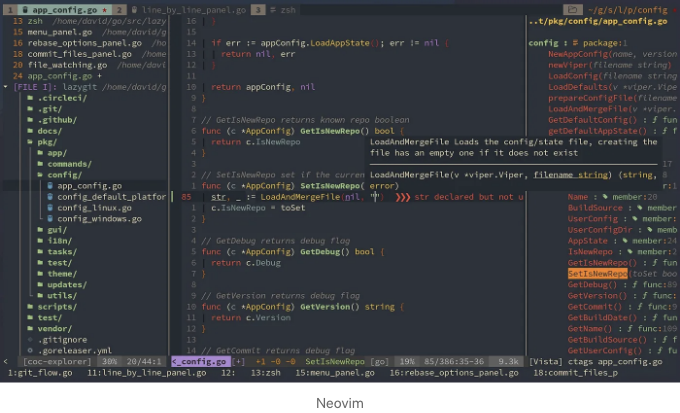 1 app_config.go * 2 line_by_line_panel.go 3 # zsh ~/g/s/l/p/config
13 zsh /home/david/go/src/lazy
15 menu_panel.go /home/david/g
16 rebase_options_panel.go /hom
18 commit_files_panel.go /home/
20 file_watching.go /home/david
24 app_config.go +
[FILE I]: lazygit /home/david/g
.circleci/
.git/
.github/
docs/
pkg/
app/
commands/
config/
app_config.go
config_default_platfor
config_linux.go
config_windows.go
gui/
i18n/
tasks/
test/
theme/
updates/
utils/
scripts/
test/
vendor/
.gitignore
.goreleaser.yml
16 }
14 if err := appConfig.LoadAppState(); err != nil {
13 return nil, err
12 }
10 return appConfig, nil
9 }
7 // GetIsNewRepo returns known repo boolean
6 func (c *AppConfig) GetIsNewRepo() bool {
5 return c.IsNewRepo
4 }
2 // SetIsNewRepo set if the curren
1 func (c *AppConfig) SetIsNewRepo(
85 str, _ := LoadAndMergeFile(nil, "") str declared but not u
1 c.IsNewRepo = toSet
2 }
4 // GetDebug returns debug flag
5 func (c *AppConfig) GetDebug() bool {
6 return c.Debug
7 }
9 // GetVersion returns debug flag
10 func (c *AppConfig) GetVersion() string {
11 return c.Version
12 }
14 // GetCommit returns debug flag
LoadAndMergeFile Loads the config/state file, creating the
file has an empty one if it does not exist
LoadAndMergeFile(v *viper.Viper, filename string) (string,
error)
..t/pkg/config/app_config.go
config : # package:1
NewAppConfig(name, version
newViper(filename string)
LoadConfig(filename string
LoadDefaults(v *viper.Vipe
prepareConfigFile(filename
LoadAndMergeFile(v *viper.
GetDefaultConfig() : ƒ fun
getDefaultAppState() : ƒ
Name : member:20
BuildSource : member
UserConfig : member:
UserConfigDir : memb
AppState : member:24
IsNewRepo : member:2
GetIsNewRepo() : ƒ fun
SetIsNewRepo(toSet boo
GetDebug() : ƒ func:89
GetVersion() : ƒ func:
GetCommit() : ƒ func:9
GetBuildDate() : ƒ fun
GetName() : ƒ func:109
GetBuildSource() : ƒ f
GetUserConfig() : ƒ fu
< [coc-explorer] 30% 20/44:1 <_config.go [+] +1 ~0 -0 SetIsNewRepo [go] 19% 85/386:35-36 9.3k [Vista] ctags app_config.go
1:git_flow.go 11:line_by_line_panel.go 12: 13:zsh 15:menu_panel.go 16:rebase_options_panel.go 18:commit_files_p
Neovim